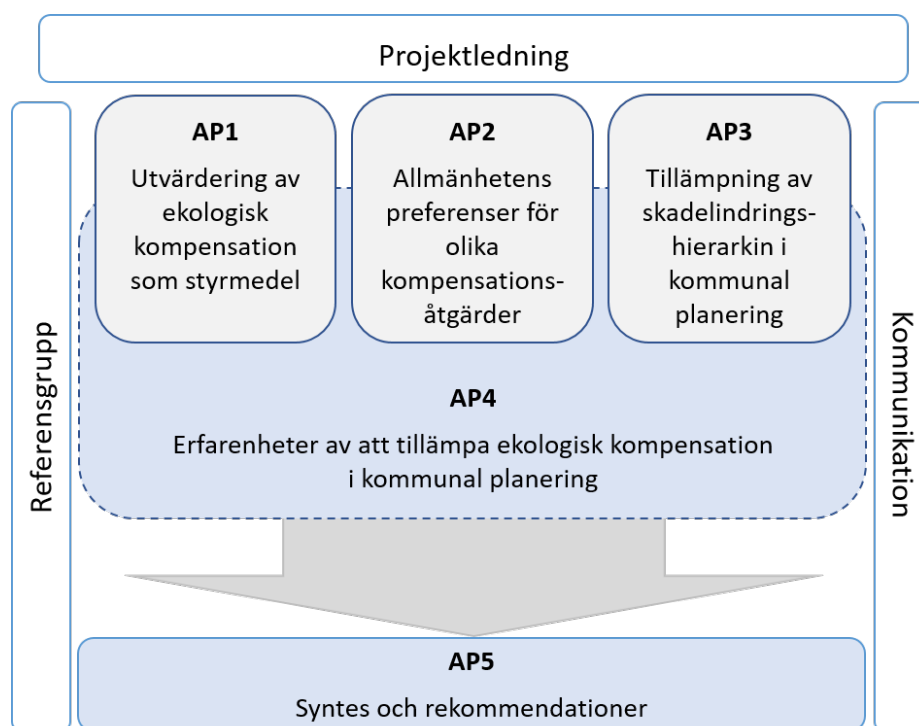 Projektledning
Referensgrupp
AP1
Utvärdering av
ekologisk
kompensation
som styrmedel
AP2
Allmänhetens
preferenser för
olika
kompensations-
åtgärder
AP3
Tillämpning av
skadelindrings-
hierarkin i
kommunal
planering
Kommunikation
AP4
Erfarenheter av att tillämpa ekologisk kompensation
i kommunal planering
AP5
Syntes och rekommendationer